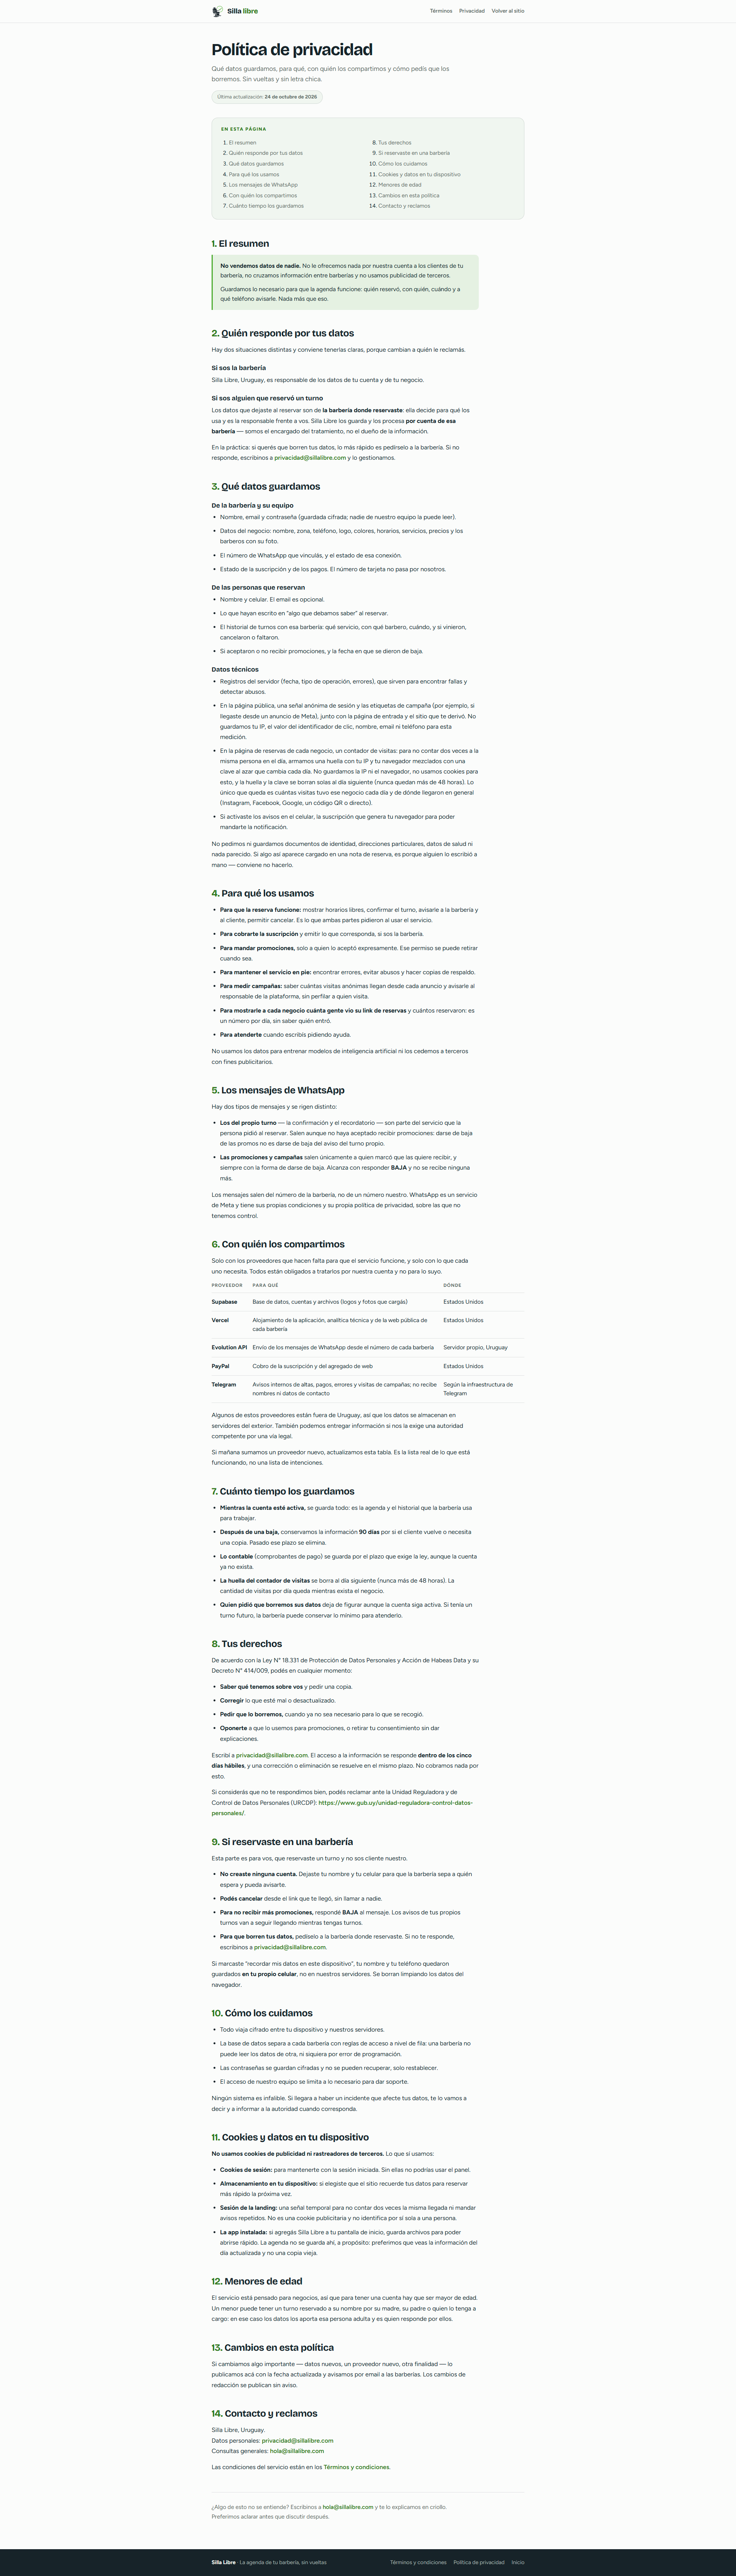 Silla libre
Términos Privacidad Volver al sitio
Política de privacidad
Qué datos guardamos, para qué, con quién los compartimos y cómo pedís que los
borremos. Sin vueltas y sin letra chica.
Última actualización: 24 de octubre de 2026
EN ESTA PÁGINA
1. El resumen
2. Quién responde por tus datos
3. Qué datos guardamos
4. Para qué los usamos
5. Los mensajes de WhatsApp
6. Con quién los compartimos
7. Cuánto tiempo los guardamos
8. Tus derechos
9. Si reservaste en una barbería
10. Cómo los cuidamos
11. Cookies y datos en tu dispositivo
12. Menores de edad
13. Cambios en esta política
14. Contacto y reclamos
1. El resumen
No vendemos datos de nadie. No le ofrecemos nada por nuestra cuenta a los clientes de tu
barbería, no cruzamos información entre barberías y no usamos publicidad de terceros.
Guardamos lo necesario para que la agenda funcione: quién reservó, con quién, cuándo y a
qué teléfono avisarle. Nada más que eso.
2. Quién responde por tus datos
Hay dos situaciones distintas y conviene tenerlas claras, porque cambian a quién le reclamás.
Si sos la barbería
Silla Libre, Uruguay, es responsable de los datos de tu cuenta y de tu negocio.
Si sos alguien que reservó un turno
Los datos que dejaste al reservar son de la barbería donde reservaste: ella decide para qué los
usa y es la responsable frente a vos. Silla Libre los guarda y los procesa por cuenta de esa
barbería — somos el encargado del tratamiento, no el dueño de la información.
En la práctica: si querés que borren tus datos, lo más rápido es pedírselo a la barbería. Si no
responde, escribinos a privacidad@sillalibre.com y lo gestionamos.
3. Qué datos guardamos
De la barbería y su equipo
• Nombre, email y contraseña (guardada cifrada; nadie de nuestro equipo la puede leer).
• Datos del negocio: nombre, zona, teléfono, logo, colores, horarios, servicios, precios y los
barberos con su foto.
• El número de WhatsApp que vinculás, y el estado de esa conexión.
• Estado de la suscripción y de los pagos. El número de tarjeta no pasa por nosotros.
De las personas que reservan
• Nombre y celular. El email es opcional.
• Lo que hayan escrito en "algo que debamos saber" al reservar.
• El historial de turnos con esa barbería: qué servicio, con qué barbero, cuándo, y si vinieron,
cancelaron o faltaron.
• Si aceptaron o no recibir promociones, y la fecha en que se dieron de baja.
Datos técnicos
• Registros del servidor (fecha, tipo de operación, errores), que sirven para encontrar fallas y
detectar abusos.
• En la página pública, una señal anónima de sesión y las etiquetas de campaña (por ejemplo, si
llegaste desde un anuncio de Meta), junto con la página de entrada y el sitio que te derivó. No
guardamos tu IP, el valor del identificador de clic, nombre, email ni teléfono para esta
medición.
• En la página de reservas de cada negocio, un contador de visitas: para no contar dos veces a la
misma persona en el día, armamos una huella con tu IP y tu navegador mezclados con una
clave al azar que cambia cada día. No guardamos la IP ni el navegador, no usamos cookies para
esto, y la huella y la clave se borran solas al día siguiente (nunca quedan más de 48 horas). Lo
único que queda es cuántas visitas tuvo ese negocio cada día y de dónde llegaron en general
(Instagram, Facebook, Google, un código QR o directo).
• Si activaste los avisos en el celular, la suscripción que genera tu navegador para poder
mandarte la notificación.
No pedimos ni guardamos documentos de identidad, direcciones particulares, datos de salud ni
nada parecido. Si algo así aparece cargado en una nota de reserva, es porque alguien lo escribió a
mano — conviene no hacerlo.
4. Para qué los usamos
• Para que la reserva funcione: mostrar horarios libres, confirmar el turno, avisarle a la barbería y
al cliente, permitir cancelar. Es lo que ambas partes pidieron al usar el servicio.
• Para cobrarte la suscripción y emitir lo que corresponda, si sos la barbería.
• Para mandar promociones, solo a quien lo aceptó expresamente. Ese permiso se puede retirar
cuando sea.
• Para mantener el servicio en pie: encontrar errores, evitar abusos y hacer copias de respaldo.
• Para medir campañas: saber cuántas visitas anónimas llegan desde cada anuncio y avisarle al
responsable de la plataforma, sin perfilar a quien visita.
• Para mostrarle a cada negocio cuánta gente vio su link de reservas y cuántos reservaron: es
un número por día, sin saber quién entró.
• Para atenderte cuando escribís pidiendo ayuda.
No usamos los datos para entrenar modelos de inteligencia artificial ni los cedemos a terceros
con fines publicitarios.
5. Los mensajes de WhatsApp
Hay dos tipos de mensajes y se rigen distinto:
• Los del propio turno — la confirmación y el recordatorio — son parte del servicio que la
persona pidió al reservar. Salen aunque no haya aceptado recibir promociones: darse de baja
de las promos no es darse de baja del aviso del turno propio.
• Las promociones y campañas salen únicamente a quien marcó que las quiere recibir, y
siempre con la forma de darse de baja. Alcanza con responder BAJA y no se recibe ninguna
más.
Los mensajes salen del número de la barbería, no de un número nuestro. WhatsApp es un servicio
de Meta y tiene sus propias condiciones y su propia política de privacidad, sobre las que no
tenemos control.
6. Con quién los compartimos
Solo con los proveedores que hacen falta para que el servicio funcione, y solo con lo que cada
uno necesita. Todos están obligados a tratarlos por nuestra cuenta y no para lo suyo.
PROVEEDOR PARA QUÉ DÓNDE
Supabase Base de datos, cuentas y archivos (logos y fotos que cargás) Estados Unidos
Vercel Alojamiento de la aplicación, analítica técnica y de la web pública de
cada barbería Estados Unidos
Evolution API Envío de los mensajes de WhatsApp desde el número de cada barbería Servidor propio, Uruguay
PayPal Cobro de la suscripción y del agregado de web Estados Unidos
Telegram Avisos internos de altas, pagos, errores y visitas de campañas; no recibe
nombres ni datos de contacto Según la infraestructura de
Telegram
Algunos de estos proveedores están fuera de Uruguay, así que los datos se almacenan en
servidores del exterior. También podemos entregar información si nos la exige una autoridad
competente por una vía legal.
Si mañana sumamos un proveedor nuevo, actualizamos esta tabla. Es la lista real de lo que está
funcionando, no una lista de intenciones.
7. Cuánto tiempo los guardamos
• Mientras la cuenta esté activa, se guarda todo: es la agenda y el historial que la barbería usa
para trabajar.
• Después de una baja, conservamos la información 90 días por si el cliente vuelve o necesita
una copia. Pasado ese plazo se elimina.
• Lo contable (comprobantes de pago) se guarda por el plazo que exige la ley, aunque la cuenta
ya no exista.
• La huella del contador de visitas se borra al día siguiente (nunca más de 48 horas). La
cantidad de visitas por día queda mientras exista el negocio.
• Quien pidió que borremos sus datos deja de figurar aunque la cuenta siga activa. Si tenía un
turno futuro, la barbería puede conservar lo mínimo para atenderlo.
8. Tus derechos
De acuerdo con la Ley N° 18.331 de Protección de Datos Personales y Acción de Habeas Data y su
Decreto N° 414/009, podés en cualquier momento:
• Saber qué tenemos sobre vos y pedir una copia.
• Corregir lo que esté mal o desactualizado.
• Pedir que lo borremos, cuando ya no sea necesario para lo que se recogió.
• Oponerte a que lo usemos para promociones, o retirar tu consentimiento sin dar
explicaciones.
Escribí a privacidad@sillalibre.com. El acceso a la información se responde dentro de los cinco
días hábiles, y una corrección o eliminación se resuelve en el mismo plazo. No cobramos nada por
esto.
Si considerás que no te respondimos bien, podés reclamar ante la Unidad Reguladora y de
Control de Datos Personales (URCDP): https://www.gub.uy/unidad-reguladora-control-datos-
personales/.
9. Si reservaste en una barbería
Esta parte es para vos, que reservaste un turno y no sos cliente nuestro.
• No creaste ninguna cuenta. Dejaste tu nombre y tu celular para que la barbería sepa a quién
espera y pueda avisarte.
• Podés cancelar desde el link que te llegó, sin llamar a nadie.
• Para no recibir más promociones, respondé BAJA al mensaje. Los avisos de tus propios
turnos van a seguir llegando mientras tengas turnos.
• Para que borren tus datos, pedíselo a la barbería donde reservaste. Si no te responde,
escribinos a privacidad@sillalibre.com.
Si marcaste "recordar mis datos en este dispositivo", tu nombre y tu teléfono quedaron
guardados en tu propio celular, no en nuestros servidores. Se borran limpiando los datos del
navegador.
10. Cómo los cuidamos
• Todo viaja cifrado entre tu dispositivo y nuestros servidores.
• La base de datos separa a cada barbería con reglas de acceso a nivel de fila: una barbería no
puede leer los datos de otra, ni siquiera por error de programación.
• Las contraseñas se guardan cifradas y no se pueden recuperar, solo restablecer.
• El acceso de nuestro equipo se limita a lo necesario para dar soporte.
Ningún sistema es infalible. Si llegara a haber un incidente que afecte tus datos, te lo vamos a
decir y a informar a la autoridad cuando corresponda.
11. Cookies y datos en tu dispositivo
No usamos cookies de publicidad ni rastreadores de terceros. Lo que sí usamos:
• Cookies de sesión: para mantenerte con la sesión iniciada. Sin ellas no podrías usar el panel.
• Almacenamiento en tu dispositivo: si elegiste que el sitio recuerde tus datos para reservar
más rápido la próxima vez.
• Sesión de la landing: una señal temporal para no contar dos veces la misma llegada ni mandar
avisos repetidos. No es una cookie publicitaria y no identifica por sí sola a una persona.
• La app instalada: si agregás Silla Libre a tu pantalla de inicio, guarda archivos para poder
abrirse rápido. La agenda no se guarda ahí, a propósito: preferimos que veas la información del
día actualizada y no una copia vieja.
12. Menores de edad
El servicio está pensado para negocios, así que para tener una cuenta hay que ser mayor de edad.
Un menor puede tener un turno reservado a su nombre por su madre, su padre o quien lo tenga a
cargo: en ese caso los datos los aporta esa persona adulta y es quien responde por ellos.
13. Cambios en esta política
Si cambiamos algo importante — datos nuevos, un proveedor nuevo, otra finalidad — lo
publicamos acá con la fecha actualizada y avisamos por email a las barberías. Los cambios de
redacción se publican sin aviso.
14. Contacto y reclamos
Silla Libre, Uruguay.
Datos personales: privacidad@sillalibre.com
Consultas generales: hola@sillalibre.com
Las condiciones del servicio están en los Términos y condiciones.
¿Algo de esto no se entiende? Escribinos a hola@sillalibre.com y te lo explicamos en criollo.
Preferimos aclarar antes que discutir después.
Silla Libre · La agenda de tu barbería, sin vueltas
Términos y condiciones Política de privacidad Inicio